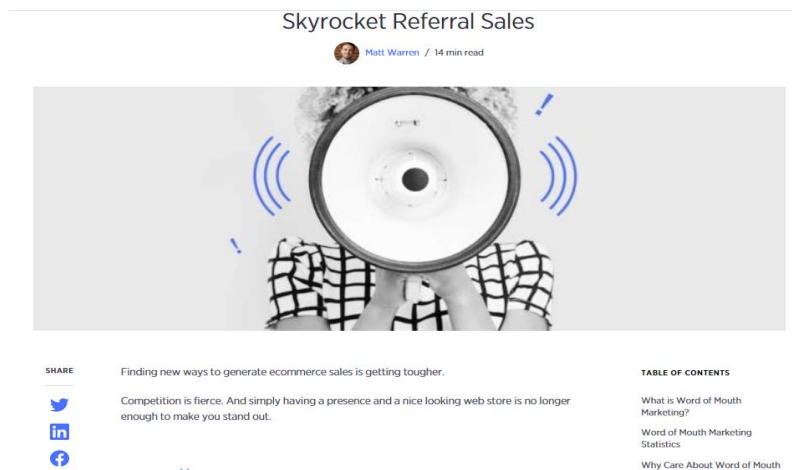 Skyrocket Referral Sales
Matt Warren / 14 min read
SHARE
Finding new ways to generate ecommerce sales is getting tougher.
Competition is fierce. And simply having a presence and a nice looking web store is no longer
enough to make you stand out.
TABLE OF CONTENTS
What is Word of Mouth
Marketing?
Word of Mouth Marketing
Statistics
Why Care About Word of Mouth